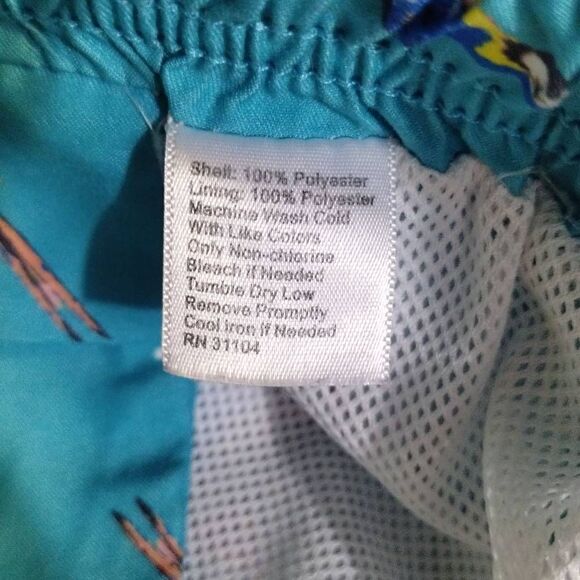 Shell: 100% Polyester
Lining: 100% Polyester
Machine Wash Cold
With Like Colors
Only Non-chlorine
Bleach if Needed
Tumble Dry Low
Remove Promptly
Cool Iron if Needed
RN 31104